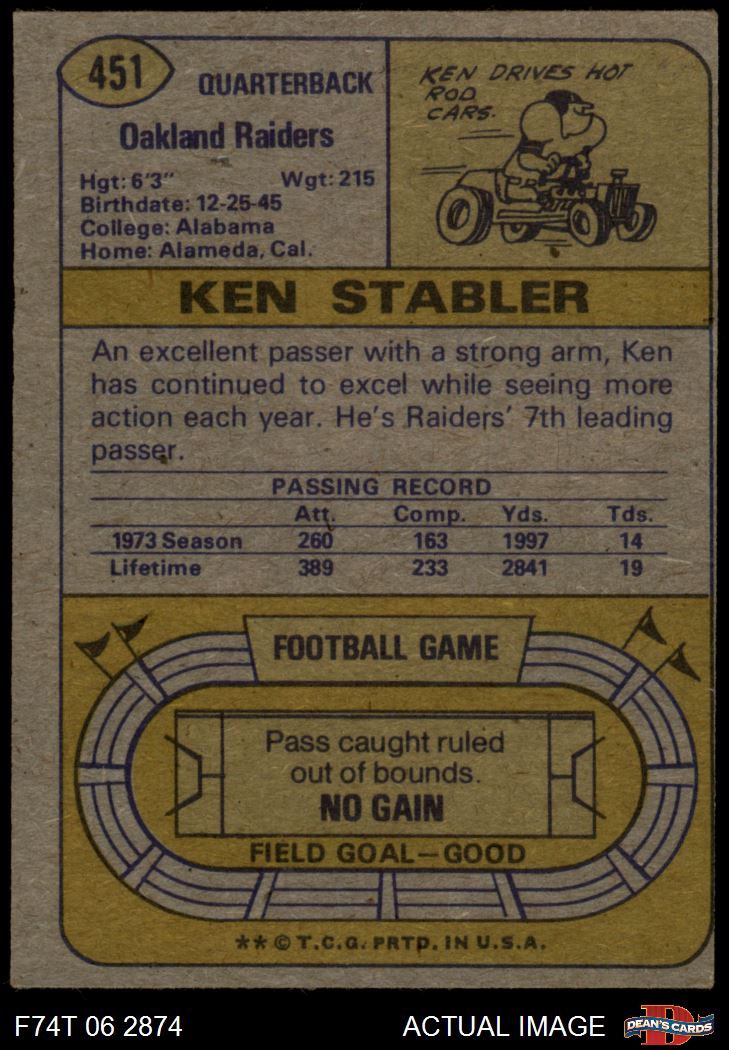 451
QUARTERBACK
Oakland Raiders
Hgt: 6'3" Wgt: 215
Birthdate: 12-25-45
College: Alabama
Home: Alameda, Cal.
KEN DRIVES HOT
ROD
CARS.
KEN STABLER
An excellent passer with a strong arm, Ken
has continued to excel while seeing more
action each year. He's Raiders' 7th leading
passer.
PASSING RECORD
Att. Comp. Yds. Tds.
1973 Season 260 163 1997 14
Lifetime 389 233 2841 19
FOOTBALL GAME
Pass caught ruled
out of bounds.
NO GAIN
FIELD GOAL—GOOD
** © T.C.G. PRTD. IN U.S.A.
F74T 06 2874 ACTUAL IMAGE
D
DEAN'S CARDS